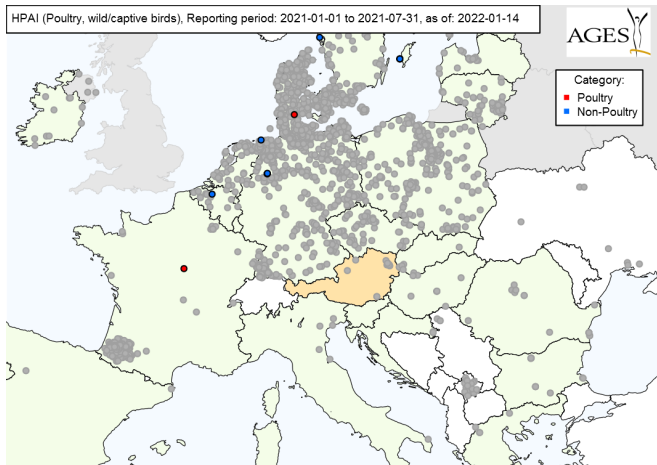 HPAI (Poultry, wild/captive birds), Reporting period: 2021-01-01 to 2021-07-31, as of: 2022-01-14
AGES
Category:
Poultry
Non-Poultry